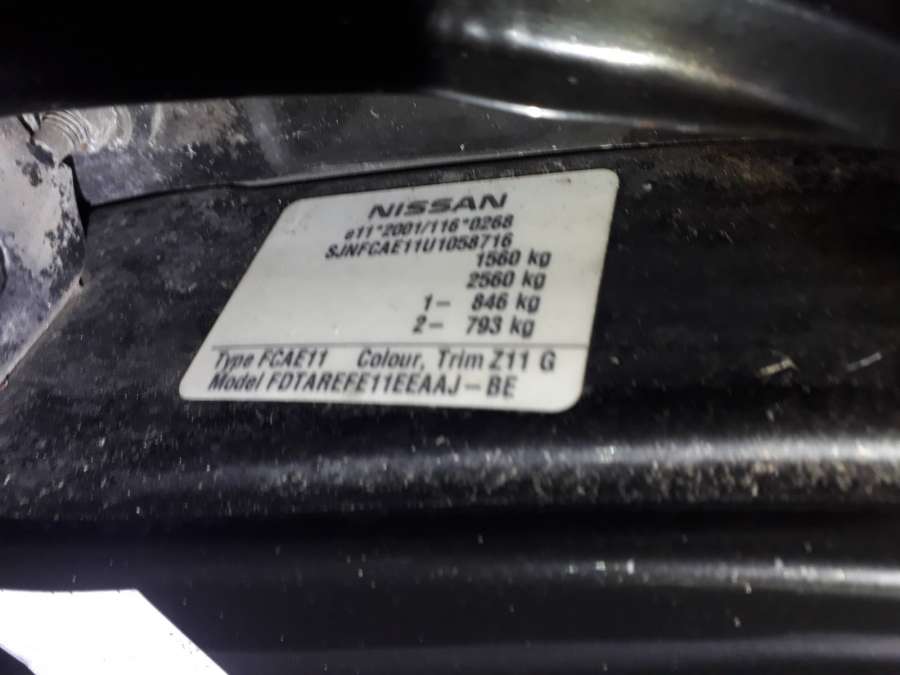 NISSAN
e11*2001/116*0268
SJNFCAE11U1058716
1560 kg
2560 kg
1- 846 kg
2- 793 kg
Type FCAE11 Colour, Trim Z11 G
Model FDTAREFE11EEAAJ-BE